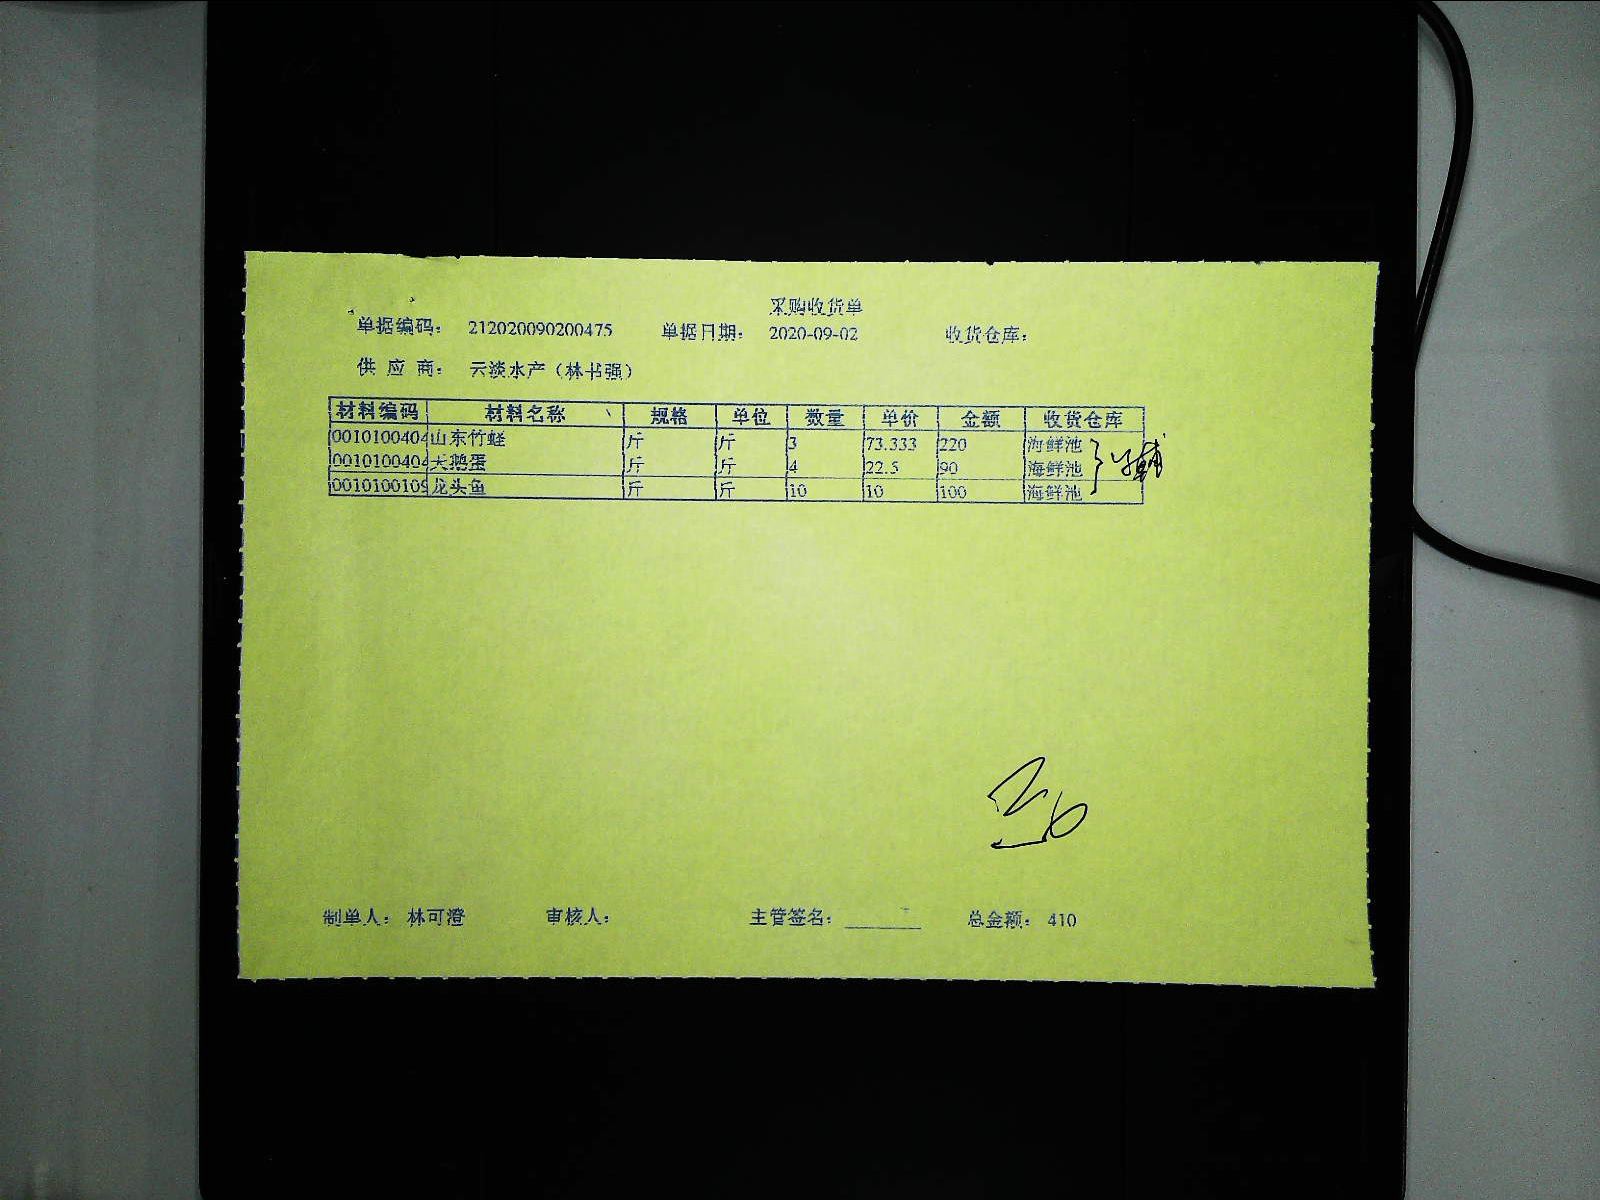 采购收货单
单据编码： 212020090200475 单据日期： 2020-09-02 收货仓库：
供 应 商： 云淡水产（林书强）
材料编码 材料名称 规格 单位 数量 单价 金额 收货仓库
0010100404 山东竹蛏 斤 斤 3 73.333 220 海鲜池
0010100404 天鹅蛋 斤 斤 4 22.5 90 海鲜池
0010100109 龙头鱼 斤 斤 10 10 100 海鲜池
制单人： 林可澄 审核人： 主管签名： 总金额： 410